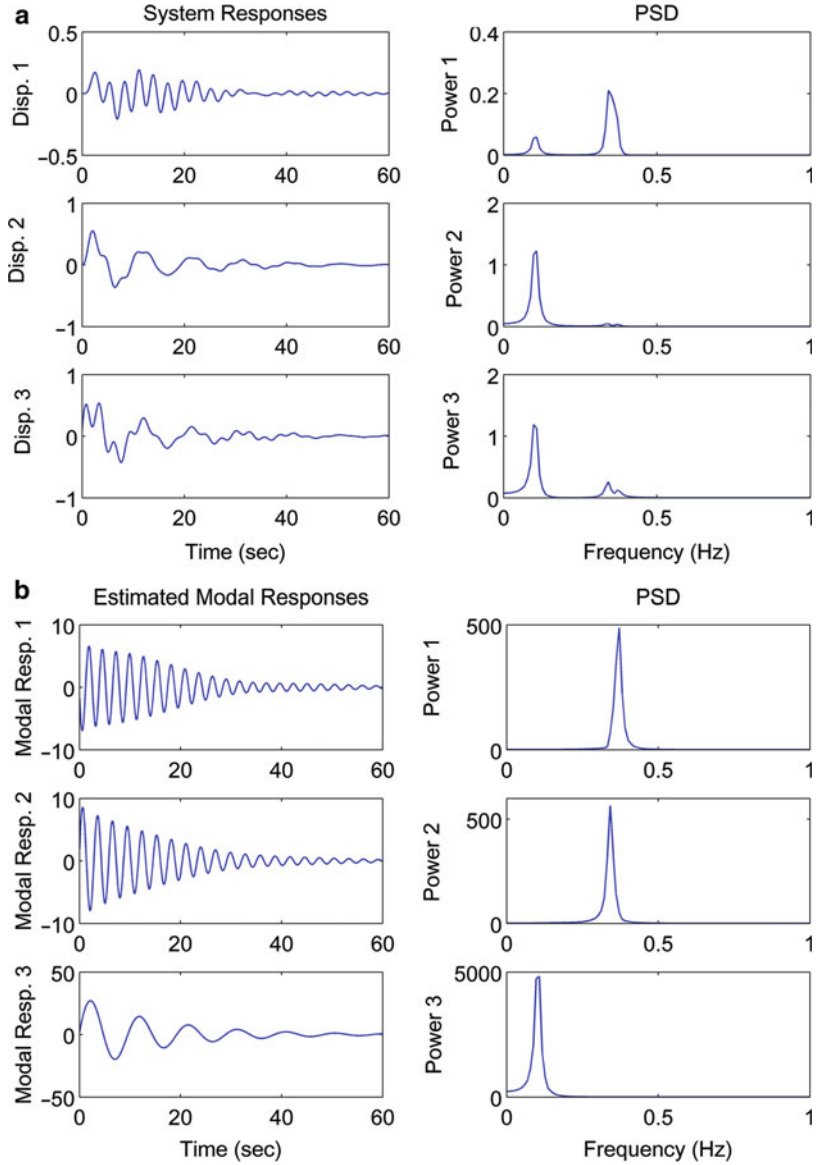 a
System Responses
PSD
Disp. 1
0.5
0
−0.5
0 20 40 60
Power 1
0.4
0.2
0
0 0.5 1
Disp. 2
1
0
−1
0 20 40 60
Power 2
2
1
0
0 0.5 1
Disp. 3
1
0
−1
0 20 40 60
Time (sec)
Power 3
2
1
0
0 0.5 1
Frequency (Hz)
b
Estimated Modal Responses
PSD
Modal Resp. 1
10
0
−10
0 20 40 60
Power 1
500
0
0 0.5 1
Modal Resp. 2
10
0
−10
0 20 40 60
Power 2
500
0
0 0.5 1
Modal Resp. 3
50
0
−50
0 20 40 60
Time (sec)
Power 3
5000
0
0 0.5 1
Frequency (Hz)